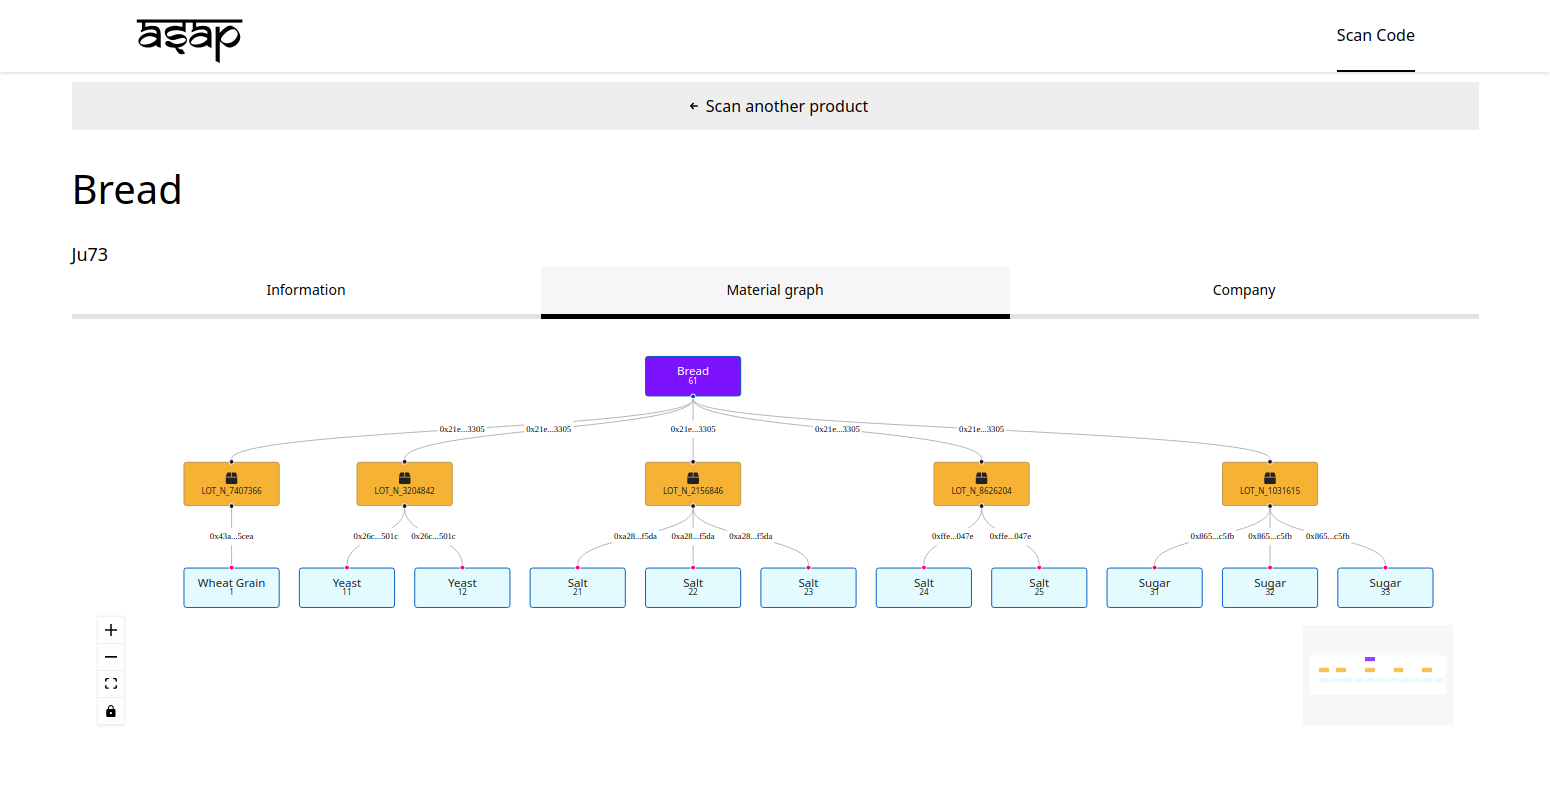 asap
Scan Code
Scan another product
Bread
Ju73
Information
Material graph
Company
Bread
61
0x21e...3305
0x21e...3305
0x21e...3305
0x21e...3305
0x21e...3305
LOT_N_7407366
LOT_N_3204842
LOT_N_2156846
LOT_N_8626204
LOT_N_1031615
0x43a...5cea
0x26c...501c
0x26c...501c
0xa28...f5da
0xa28...f5da
0xa28...f5da
0xffe...047e
0xffe...047e
0x865...c5fb
0x865...c5fb
0x865...c5fb
Wheat Grain
1
Yeast
11
Yeast
12
Salt
21
Salt
22
Salt
23
Salt
24
Salt
25
Sugar
31
Sugar
32
Sugar
33